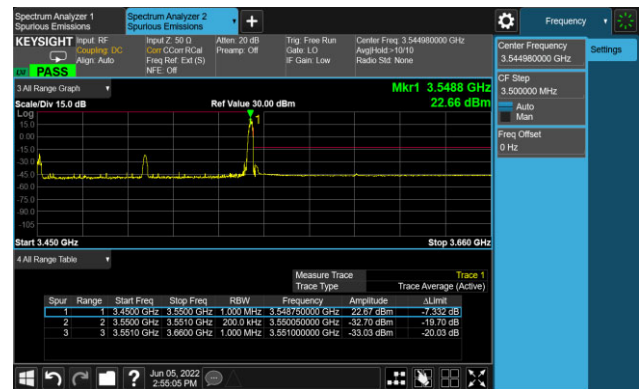 Spectrum Analyzer 1
Spurious Emissions
Spectrum Analyzer 2
Spurious Emissions
Frequency
KEYSIGHT
Input: RF
Coupling: DC
Align: Auto
Input Z: 50 Ω
Corr CCorr RCal
Freq Ref: Ext (S)
NFE: Off
Atten: 20 dB
Preamp: Off
Trig: Free Run
Gate: LO
IF Gain: Low
Center Freq: 3.544980000 GHz
Avg|Hold:>10/10
Radio Std: None
PASS
Center Frequency
3.544980000 GHz
Settings
CF Step
3.500000 MHz
Auto
Man
Freq Offset
0 Hz
3 All Range Graph
Mkr1 3.5488 GHz
Scale/Div 15.0 dB
Ref Value 30.00 dBm
22.66 dBm
Log
1
15.0
0.00
-15.0
-30.0
-45.0
-60.0
-75.0
-90.0
-105
Start 3.450 GHz
Stop 3.660 GHz
4 All Range Table
Measure Trace Trace 1
Trace Type Trace Average (Active)
Spur Range Start Freq Stop Freq RBW Frequency Amplitude ΔLimit
1 1 3.4500 GHz 3.5500 GHz 1.000 MHz 3.548750000 GHz 22.67 dBm -7.332 dB
2 2 3.5500 GHz 3.5510 GHz 200.0 kHz 3.550050000 GHz -32.70 dBm -19.70 dB
3 3 3.5510 GHz 3.6600 GHz 1.000 MHz 3.551000000 GHz -33.03 dBm -20.03 dB
Jun 05, 2022
2:55:05 PM